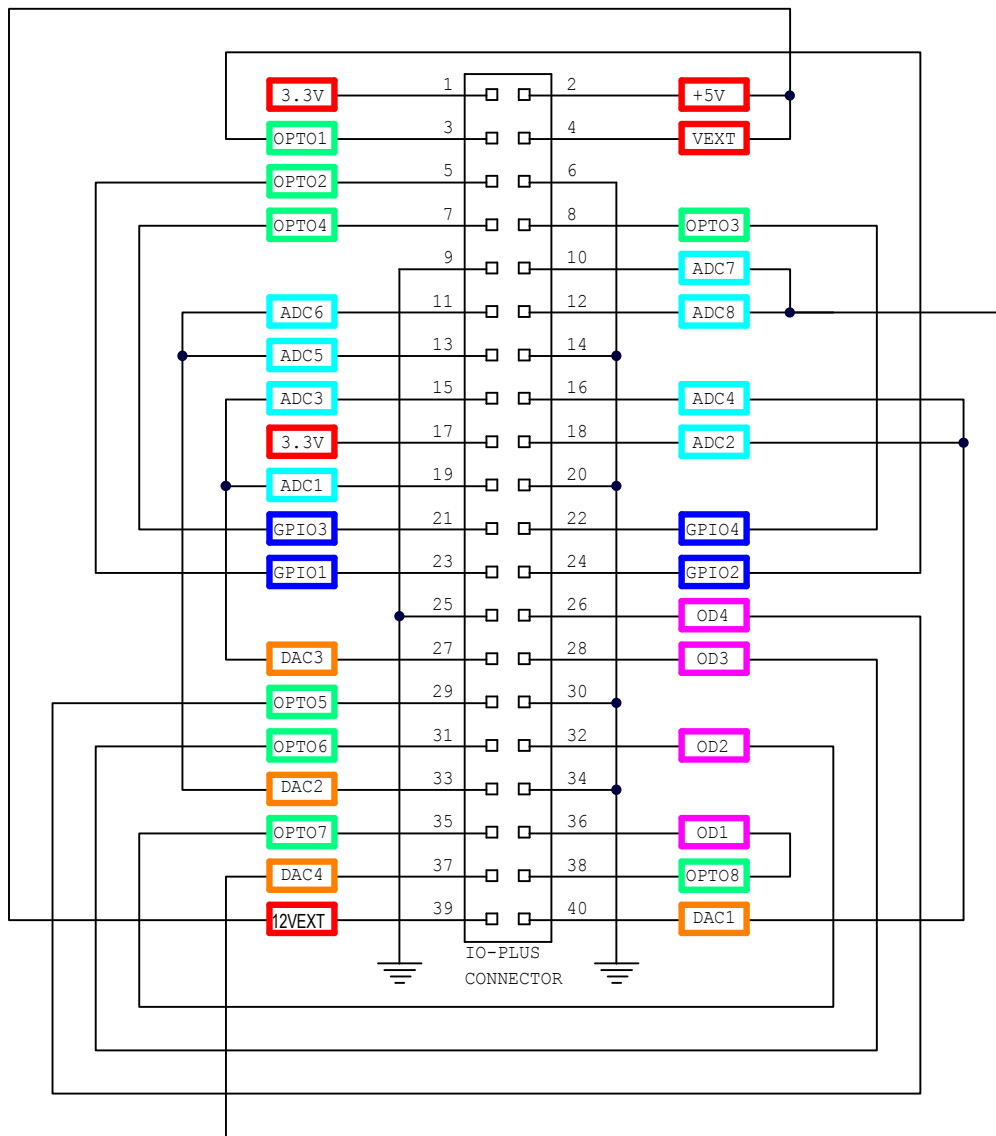 3.3V 1 2 +5V
OPTO1 3 4 VEXT
OPTO2 5 6
OPTO4 7 8 OPTO3
9 10 ADC7
ADC6 11 12 ADC8
ADC5 13 14
ADC3 15 16 ADC4
3.3V 17 18 ADC2
ADC1 19 20
GPIO3 21 22 GPIO4
GPIO1 23 24 GPIO2
25 26 OD4
DAC3 27 28 OD3
OPTO5 29 30
OPTO6 31 32 OD2
DAC2 33 34
OPTO7 35 36 OD1
DAC4 37 38 OPTO8
12VEXT 39 40 DAC1
IO-PLUS
CONNECTOR